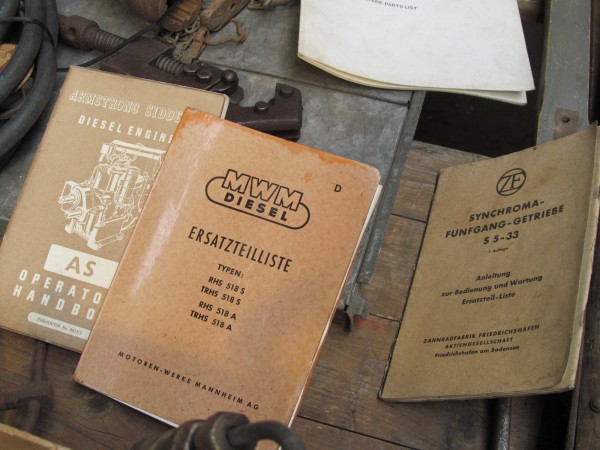 PARE PARTS LIST
ARMSTRONG SIDDE
DIESEL ENGIN
AS
OPERATO
HANDBO
MWM
DIESEL
D
ERSATZTEILLISTE
TYPEN:
RHS 518 S
TRHS 518 S
RHS 518 A
TRHS 518 A
MOTOREN-WERKE MANNHEIM AG
ZF
SYNCHROMA-
FÜNFGANG-GETRIEBE
S 5-33
Anleitung
zur Bedienung und Wartung
Ersatzteil-Liste
ZAHNRADFABRIK FRIEDRICHSHAFEN
AKTIENGESELLSCHAFT
Friedrichshafen am Bodensee